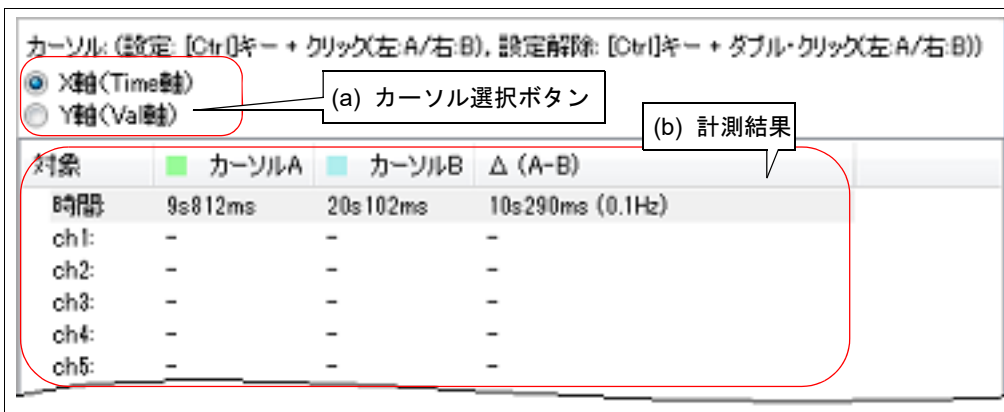 カーソル: (設定: [Ctrl]キー + クリック(左:A/右:B), 設定解除: [Ctrl]キー + ダブル・クリック(左:A/右:B))
X軸(Time軸)
Y軸(Val軸)
(a) カーソル選択ボタン
(b) 計測結果
対象 カーソルA カーソルB Δ (A-B)
時間: 9s812ms 20s102ms 10s290ms (0.1Hz)
ch1: - - -
ch2: - - -
ch3: - - -
ch4: - - -
ch5: - - -